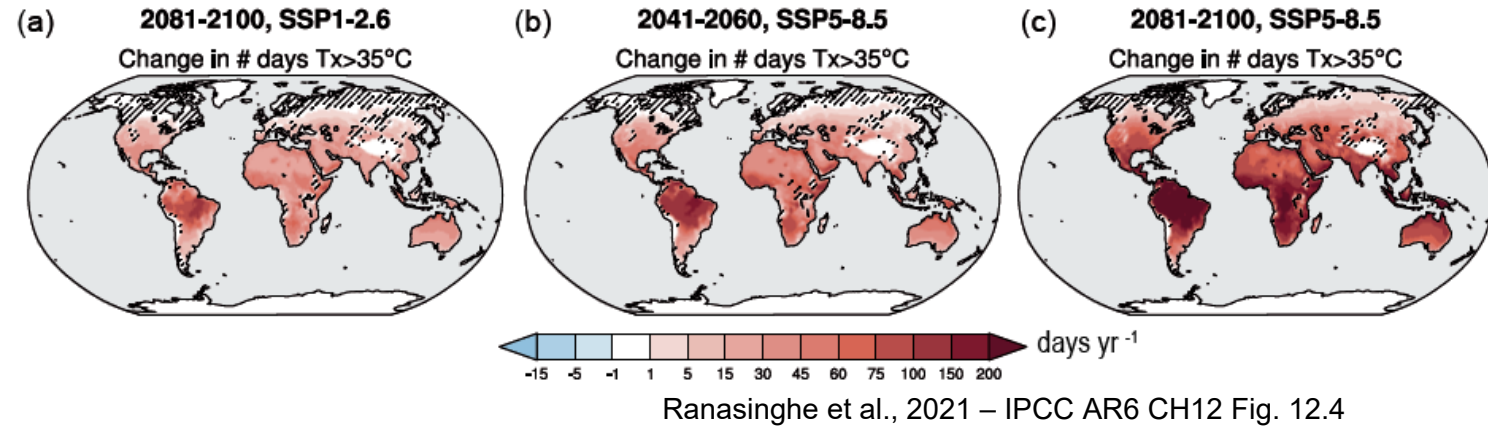 (a) 2081-2100, SSP1-2.6
Change in # days Tx>35°C
(b) 2041-2060, SSP5-8.5
Change in # days Tx>35°C
(c) 2081-2100, SSP5-8.5
Change in # days Tx>35°C
days yr -1
-15 -5 -1 1 5 15 30 45 60 75 100 150 200
Ranasinghe et al., 2021 – IPCC AR6 CH12 Fig. 12.4